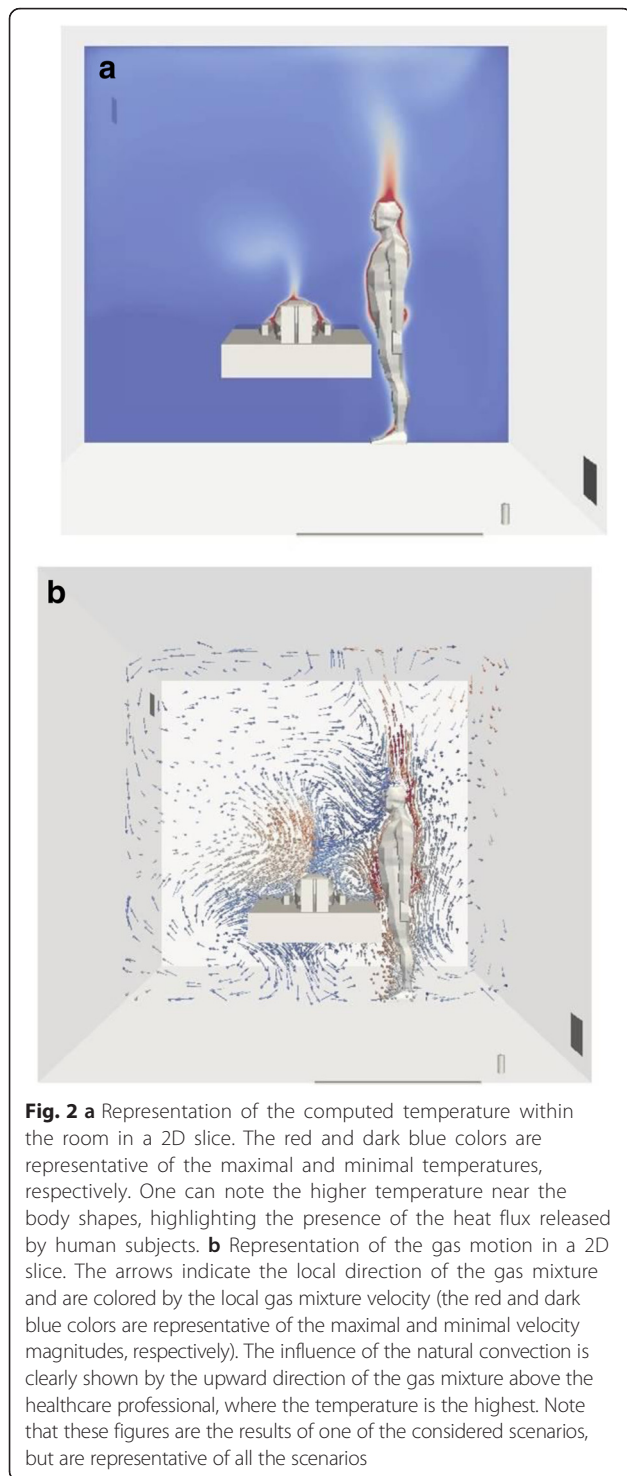 a
b
Fig. 2 a Representation of the computed temperature within
the room in a 2D slice. The red and dark blue colors are
representative of the maximal and minimal temperatures,
respectively. One can note the higher temperature near the
body shapes, highlighting the presence of the heat flux released
by human subjects. b Representation of the gas motion in a 2D
slice. The arrows indicate the local direction of the gas mixture
and are colored by the local gas mixture velocity (the red and dark
blue colors are representative of the maximal and minimal velocity
magnitudes, respectively). The influence of the natural convection is
clearly shown by the upward direction of the gas mixture above the
healthcare professional, where the temperature is the highest. Note
that these figures are the results of one of the considered scenarios,
but are representative of all the scenarios